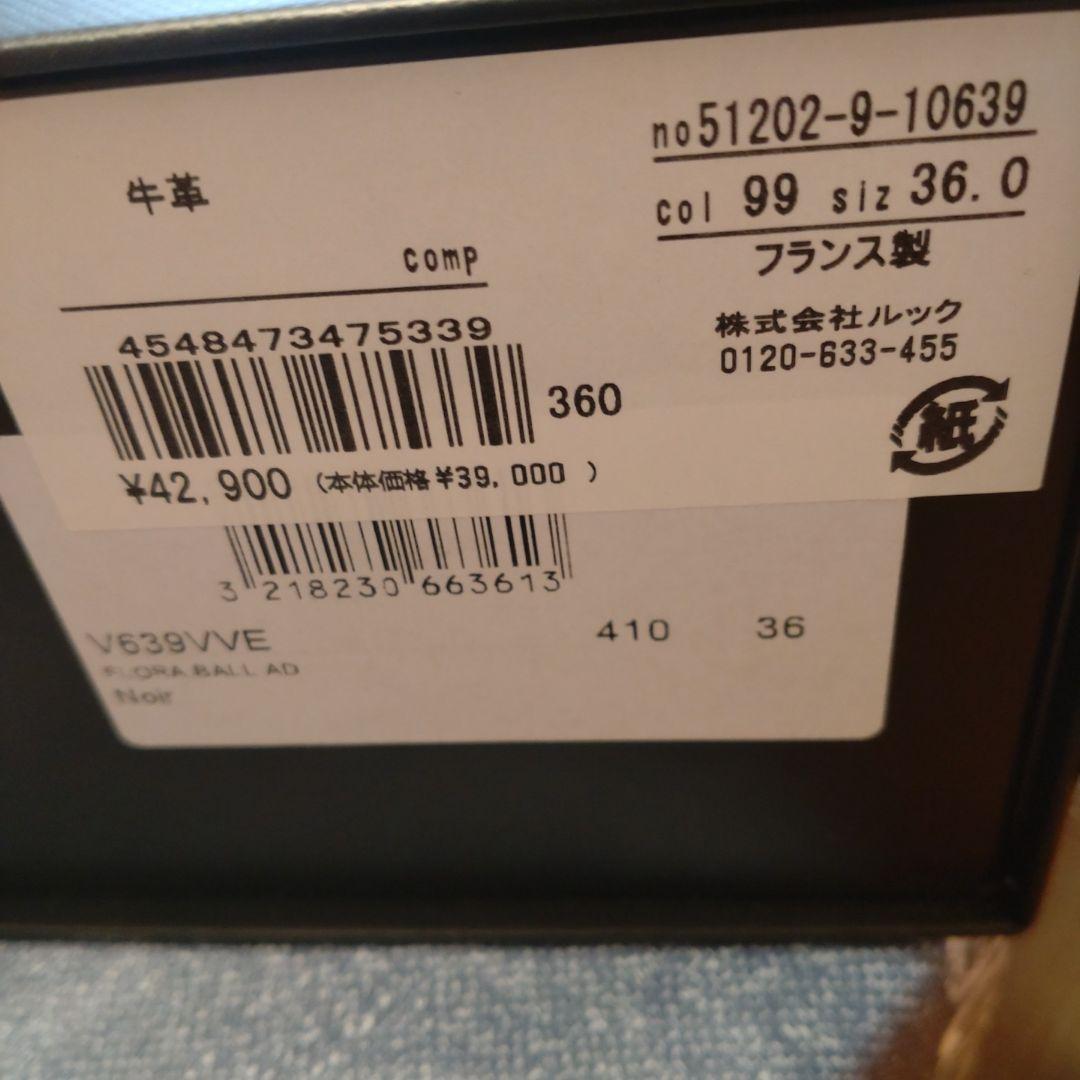 no51202-9-10639
col 99 siz 36.0
フランス製
株式会社ルック
0120-633-455
紙
牛革
comp
4548473475339
360
¥42,900 (本体価格¥39,000 )
3 218230 663613
V639VVE 410 36
FLORA BALL AD
Noir